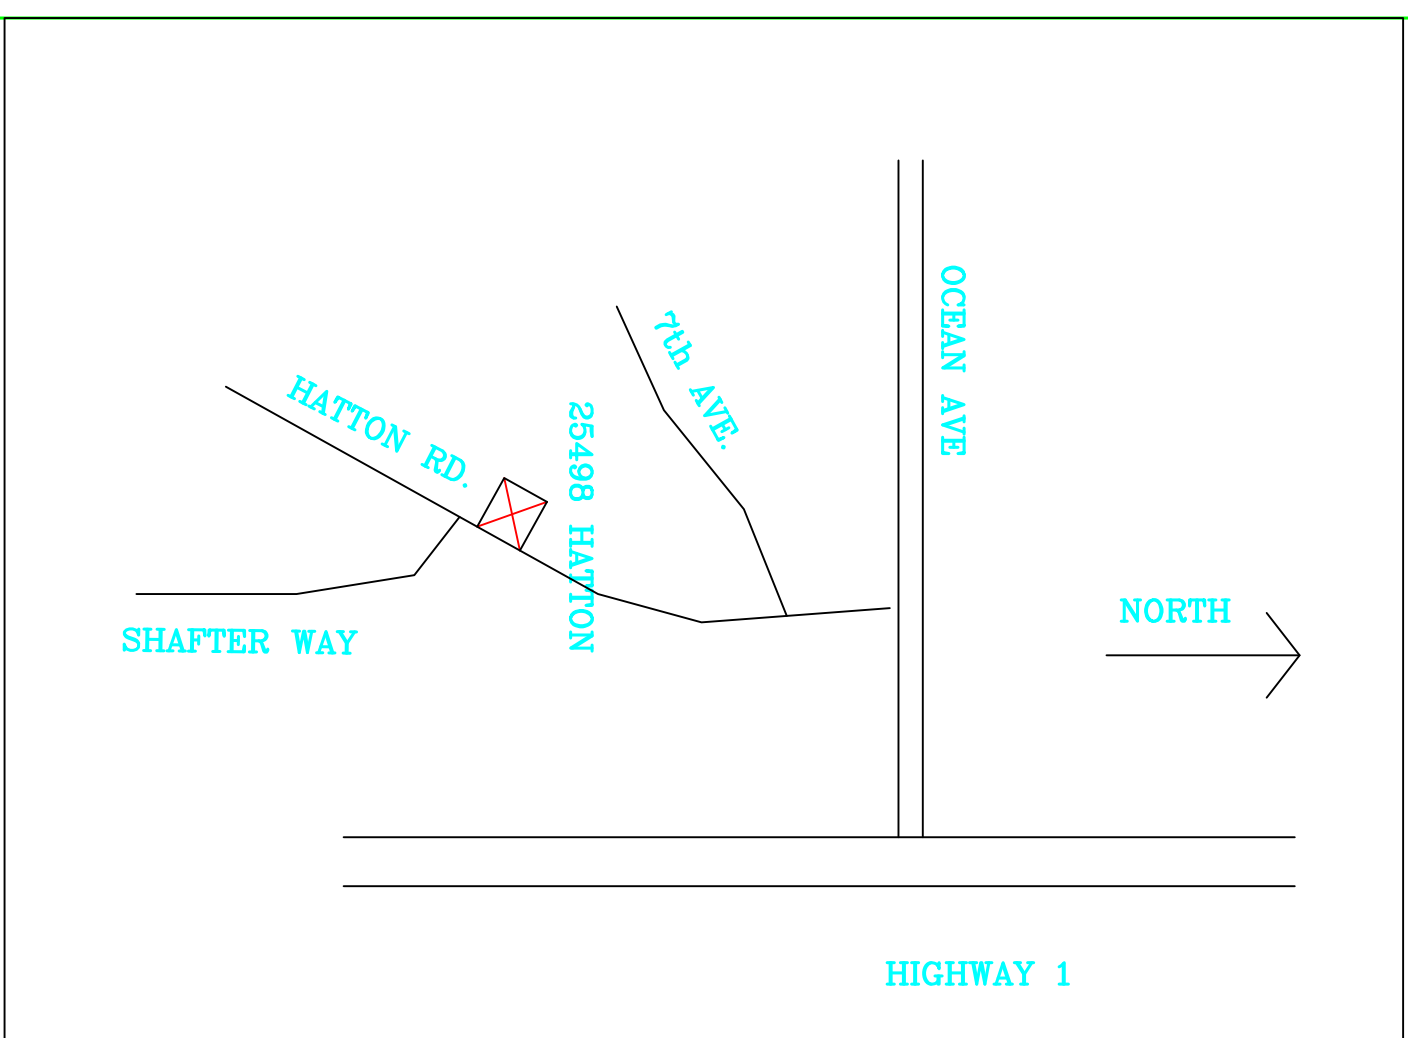 OCEAN AVE
7th AVE.
HATTON RD.
25498 HATTON
NORTH
SHAFTER WAY
HIGHWAY 1